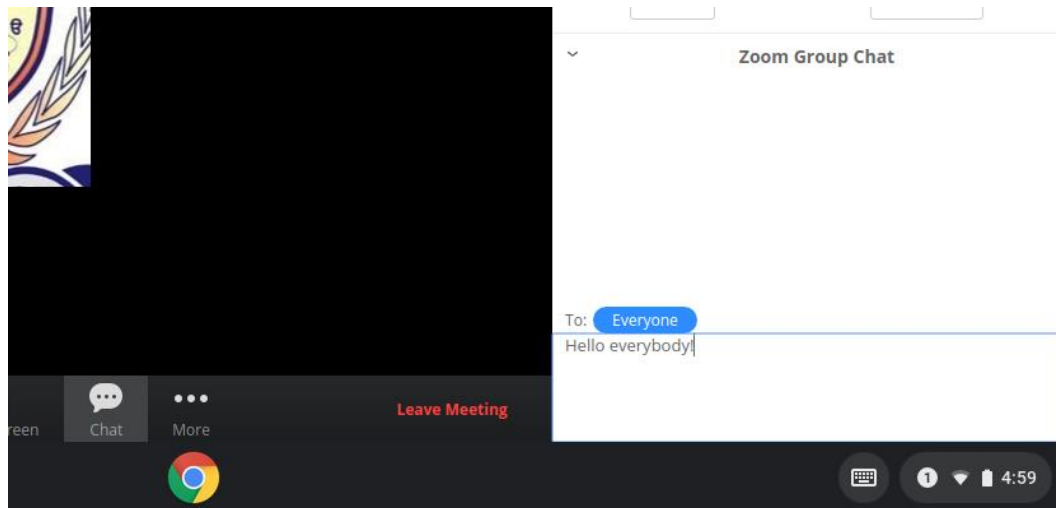 ੳ
Zoom Group Chat
To: Everyone
Hello everybody!
reen
Chat
More
Leave Meeting
1
4:59